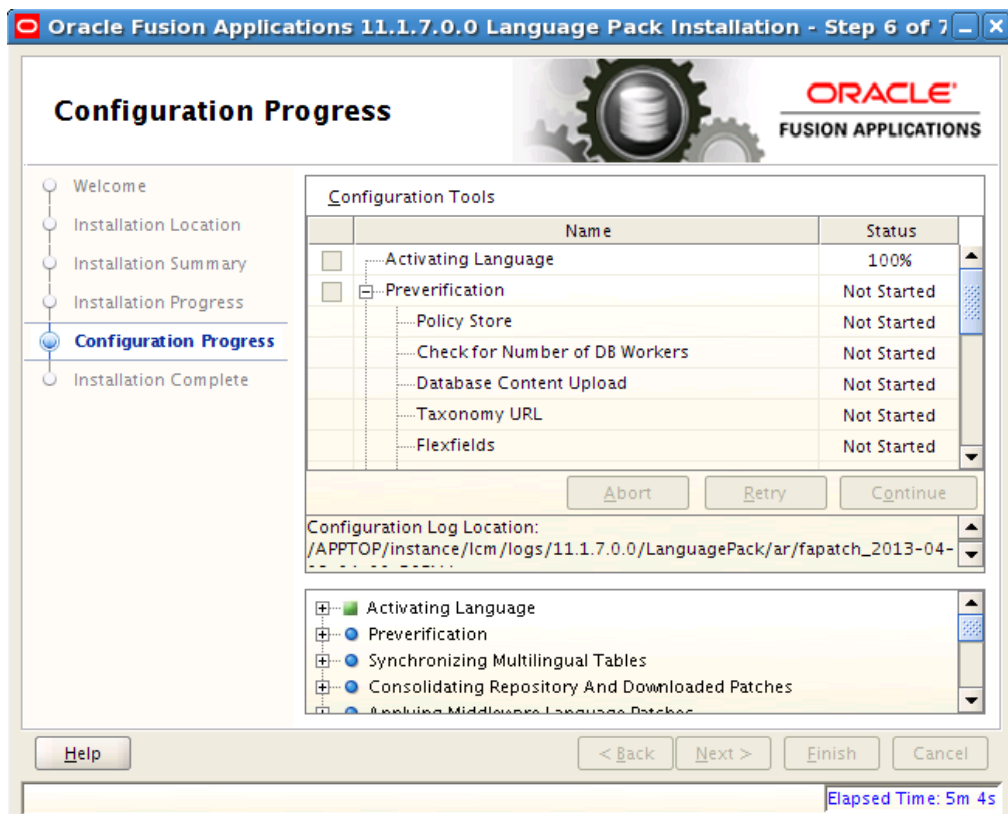 Oracle Fusion Applications 11.1.7.0.0 Language Pack Installation - Step 6 of 7
Configuration Progress
ORACLE
FUSION APPLICATIONS
Welcome
Installation Location
Installation Summary
Installation Progress
Configuration Progress
Installation Complete
Configuration Tools
Name Status
Activating Language 100%
Preverification Not Started
Policy Store Not Started
Check for Number of DB Workers Not Started
Database Content Upload Not Started
Taxonomy URL Not Started
Flexfields Not Started
Abort Retry Continue
Configuration Log Location:
/APPTOP/instance/lcm/logs/11.1.7.0.0/LanguagePack/ar/fapatch_2013-04-
Activating Language
Preverification
Synchronizing Multilingual Tables
Consolidating Repository And Downloaded Patches
Applying Middleware Language Patches
Help < Back Next > Finish Cancel
Elapsed Time: 5m 4s